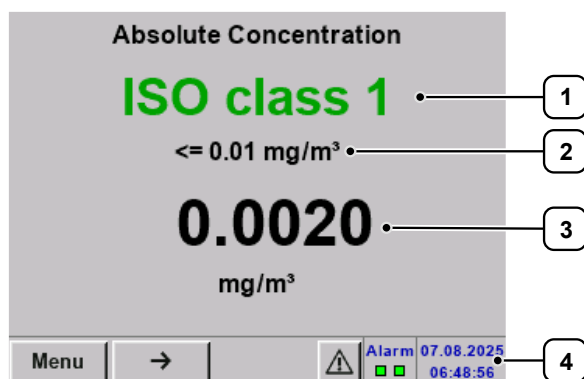 Absolute Concentration
ISO class 1
1
<= 0.01 mg/m³
2
0.0020
3
mg/m³
Menu → Alarm 07.08.2025
06:48:56
4